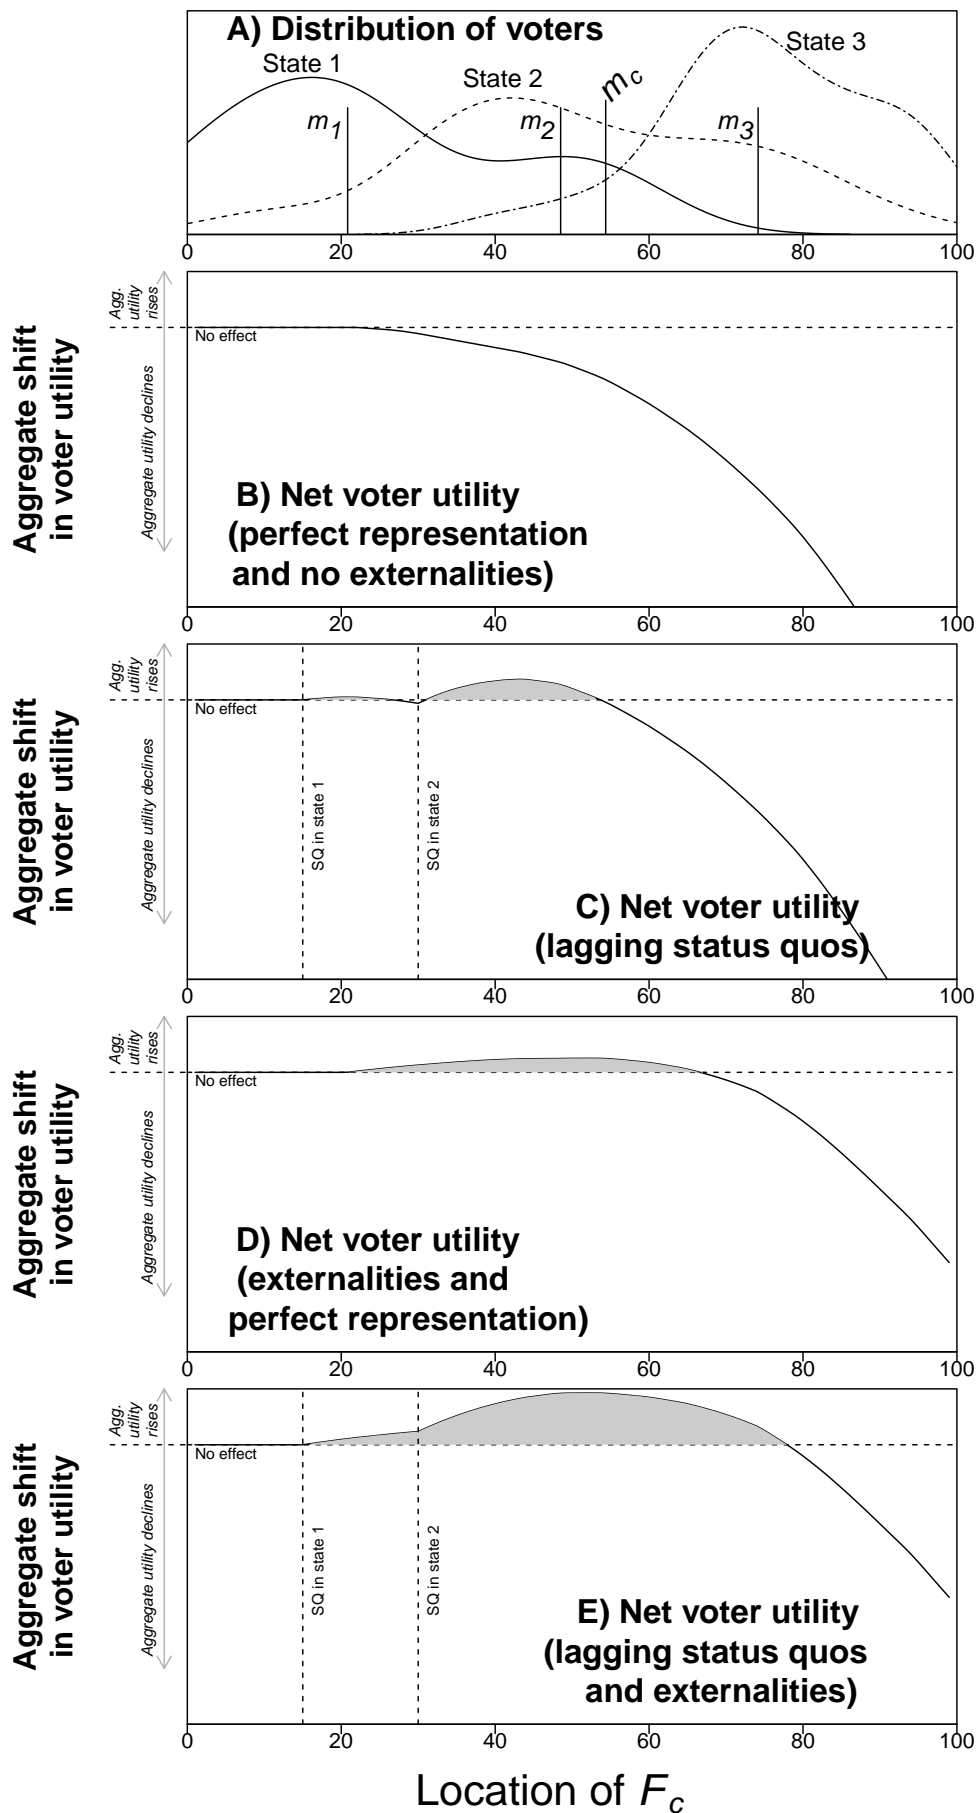 A) Distribution of voters
State 1
State 2
State 3
m1
m2
mc
m3
0 20 40 60 80 100
Aggregate shift
in voter utility
Agg.
utility
rises
Aggregate utility declines
No effect
B) Net voter utility
(perfect representation
and no externalities)
0 20 40 60 80 100
Aggregate shift
in voter utility
Agg.
utility
rises
Aggregate utility declines
No effect
SQ in state 1
SQ in state 2
C) Net voter utility
(lagging status quos)
0 20 40 60 80 100
Aggregate shift
in voter utility
Agg.
utility
rises
Aggregate utility declines
No effect
D) Net voter utility
(externalities and
perfect representation)
0 20 40 60 80 100
Aggregate shift
in voter utility
Agg.
utility
rises
Aggregate utility declines
No effect
SQ in state 1
SQ in state 2
E) Net voter utility
(lagging status quos
and externalities)
0 20 40 60 80 100
Location of Fc